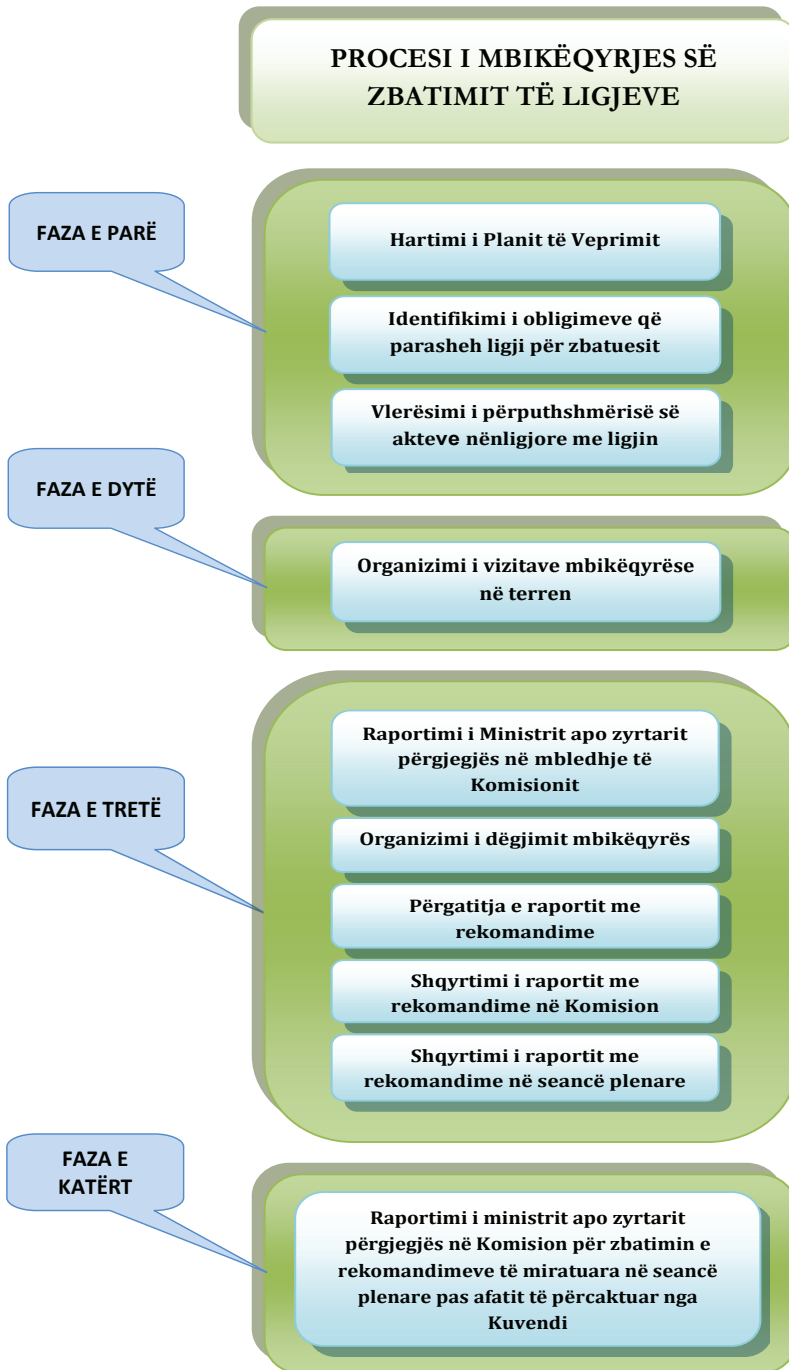 PROCESI I MBIKËQYRJES SË
ZBATIMIT TË LIGJEVE
FAZA E PARË
Hartimi i Planit të Veprimit
Identifikimi i obligimeve që
parasheh ligji për zbatuesit
Vlerësimi i përputhshmërisë së
akteve nënligjore me ligjin
FAZA E DYTË
Organizimi i vizitave mbikëqyrëse
në terren
FAZA E TRETË
Raportimi i Ministrit apo zyrtarit
përgjegjës në mbledhje të
Komisionit
Organizimi i dëgjimit mbikëqyrës
Përgatitja e raportit me
rekomandime
Shqyrtimi i raportit me
rekomandime në Komision
Shqyrtimi i raportit me
rekomandime në seancë plenare
FAZA E
KATËRT
Raportimi i ministrit apo zyrtarit
përgjegjës në Komision për zbatimin e
rekomandimeve të miratuara në seancë
plenare pas afatit të përcaktuar nga
Kuvendi